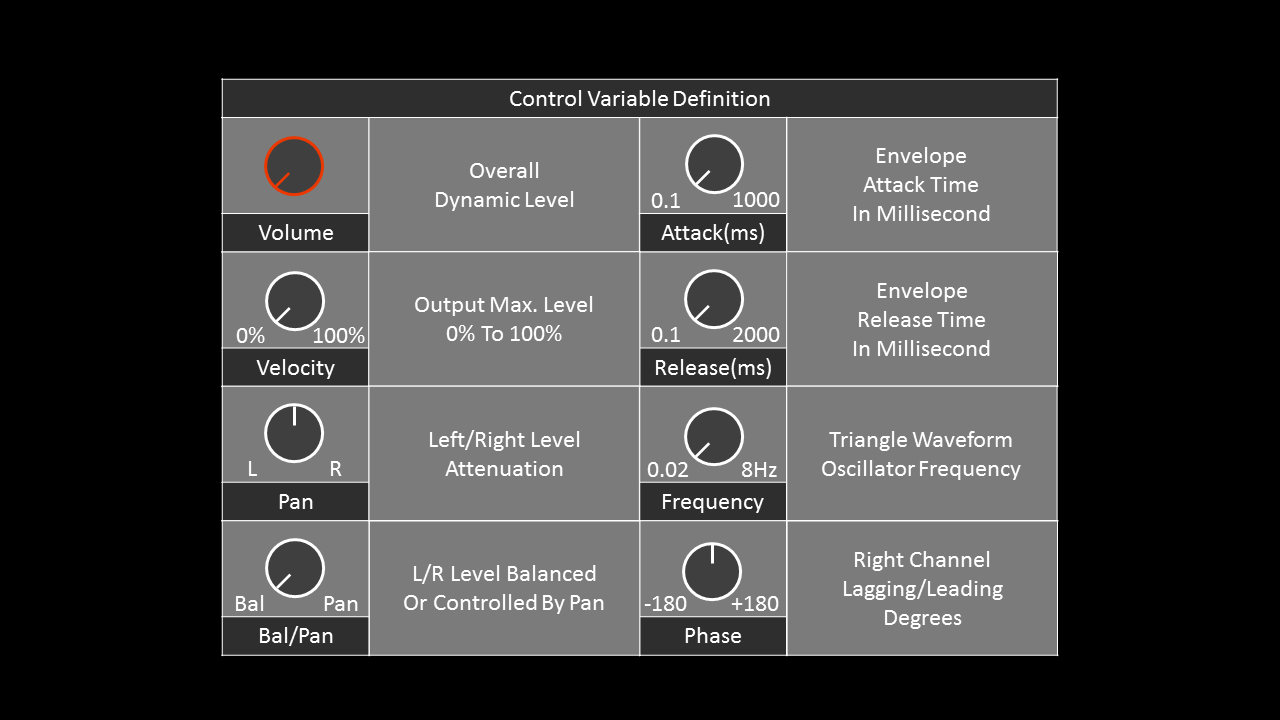 Control Variable Definition
Volume
Overall
Dynamic Level
0.1 1000
Attack(ms)
Envelope
Attack Time
In Millisecond
0% 100%
Velocity
Output Max. Level
0% To 100%
0.1 2000
Release(ms)
Envelope
Release Time
In Millisecond
L R
Pan
Left/Right Level
Attenuation
0.02 8Hz
Frequency
Triangle Waveform
Oscillator Frequency
Bal Pan
Bal/Pan
L/R Level Balanced
Or Controlled By Pan
-180 +180
Phase
Right Channel
Lagging/Leading
Degrees